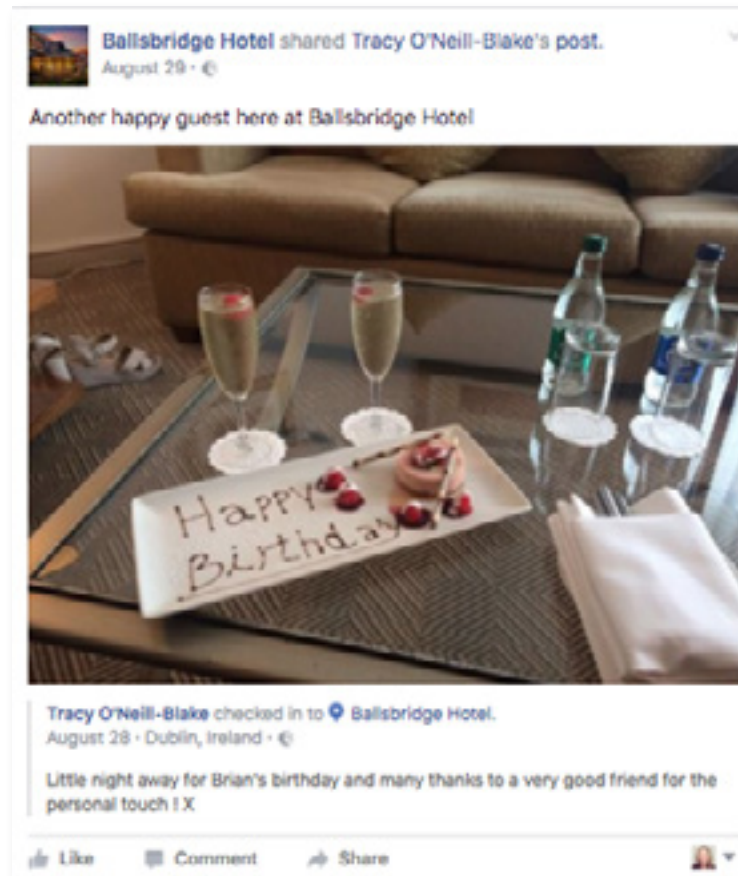 Ballsbridge Hotel shared Tracy O'Neill-Blake's post.
August 29 ·
Another happy guest here at Ballsbridge Hotel
Happy
Birthday
Tracy O'Neill-Blake checked in to Ballsbridge Hotel.
August 28 · Dublin, Ireland ·
Little night away for Brian's birthday and many thanks to a very good friend for the
personal touch ! X
Like Comment Share